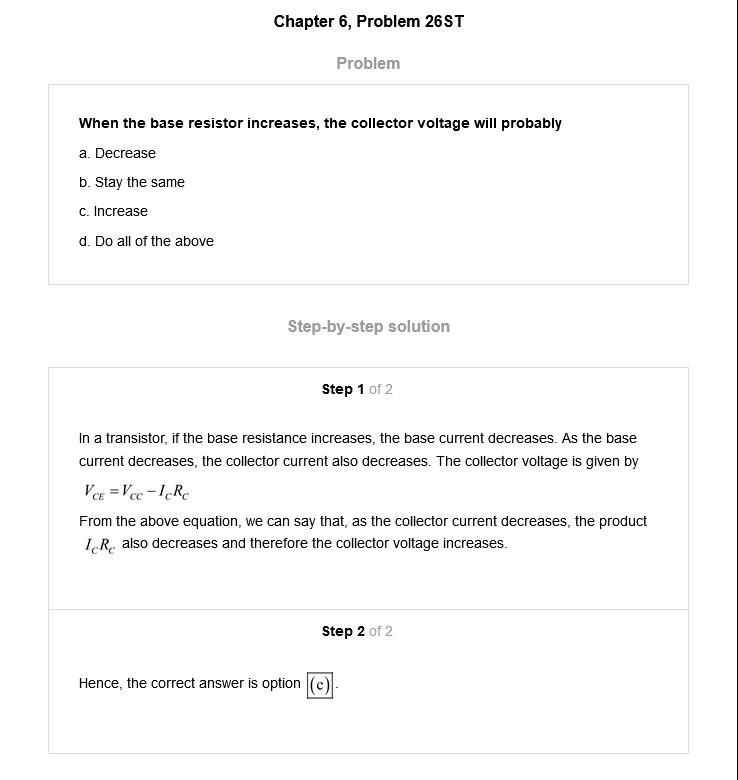 Chapter 6, Problem 26ST
Problem
When the base resistor increases, the collector voltage will probably
a. Decrease
b. Stay the same
c. Increase
d. Do all of the above
Step-by-step solution
Step 1 of 2
In a transistor, if the base resistance increases, the base current decreases. As the base
current decreases, the collector current also decreases. The collector voltage is given by
V_CE = V_CC − I_C R_C
From the above equation, we can say that, as the collector current decreases, the product
I_C R_C also decreases and therefore the collector voltage increases.
Step 2 of 2
Hence, the correct answer is option (c).